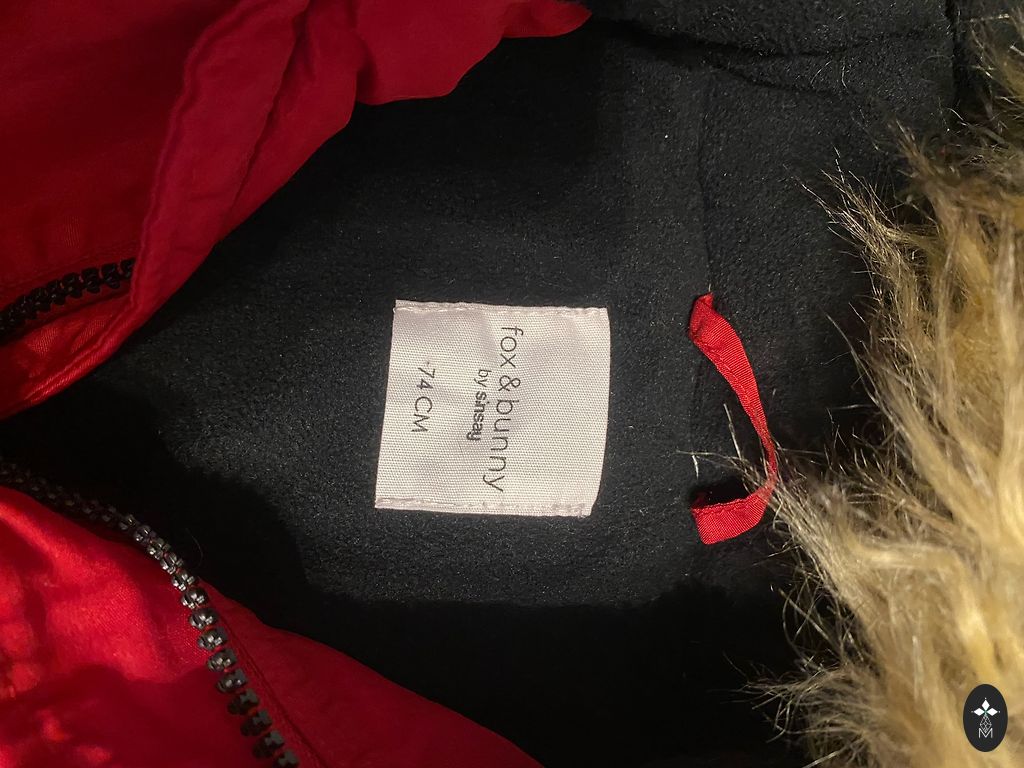 fox & bunny
by sinsay
74 CM
M